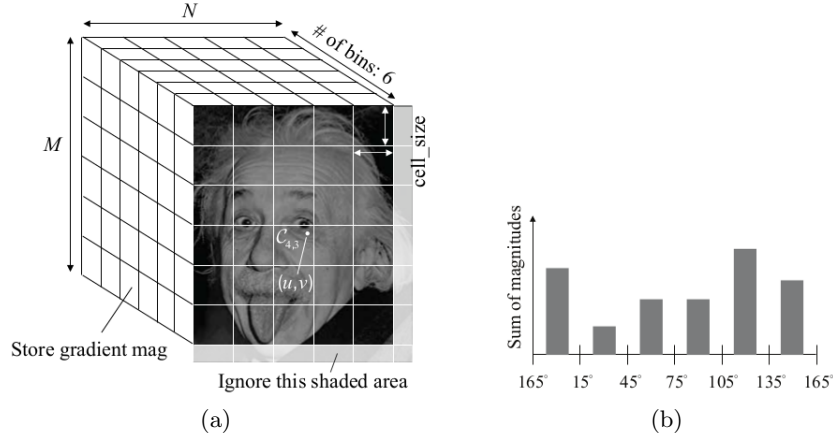 N
# of bins: 6
M
cell_size
C4,3
(u,v)
Store gradient mag
Ignore this shaded area
(a)
Sum of magnitudes
165° 15° 45° 75° 105° 135° 165°
(b)